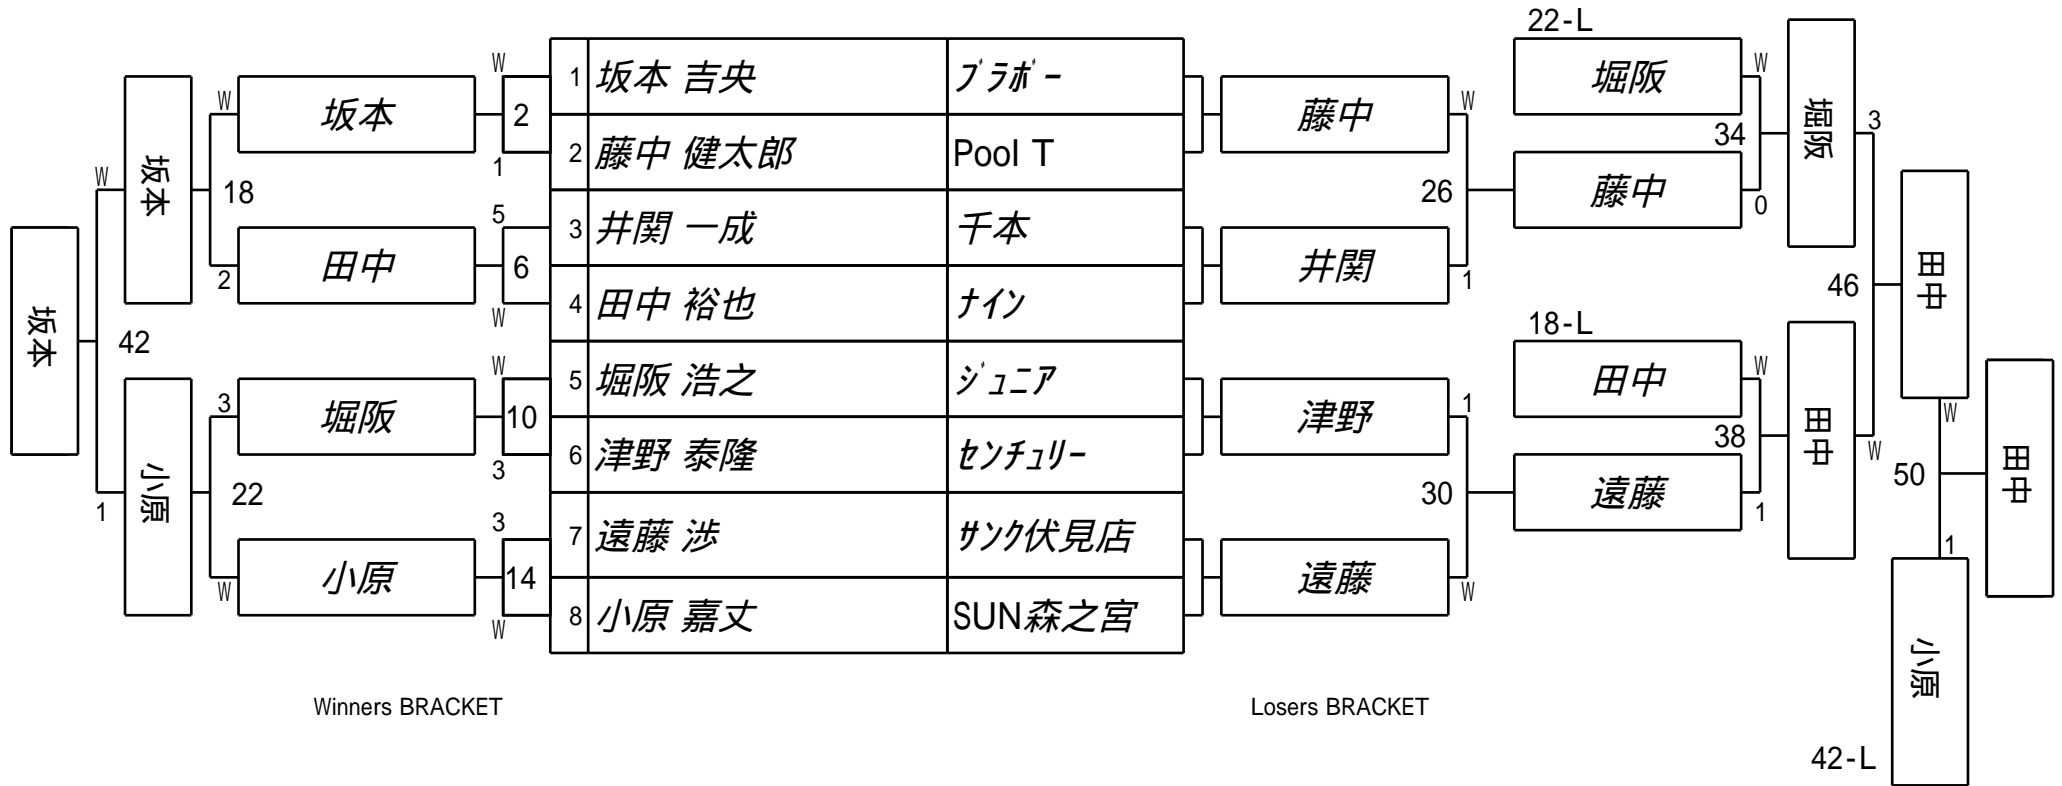 22-L
W
1 坂本 吉央 ブラボー
W 坂本 2
藤中 W
堀阪 W
2 藤中 健太郎 Pool T
1
34
堀阪 3
W 坂本 18
26
藤中 0
5
3 井関 一成 千本
2 田中 6
井関 1
4 田中 裕也 ナイン
W
46 田中
坂本 42
18-L
W
5 堀阪 浩之 ジュニア
3 堀阪 10
津野 1
田中 W
6 津野 泰隆 センチュリー
3
38
田中 W
W
1 小原 22
30
遠藤 1
50 田中
3
7 遠藤 渉 サンク伏見店
W 小原 14
遠藤 W
1
8 小原 嘉丈 SUN森之宮
W
小原
Winners BRACKET
Losers BRACKET
42-L